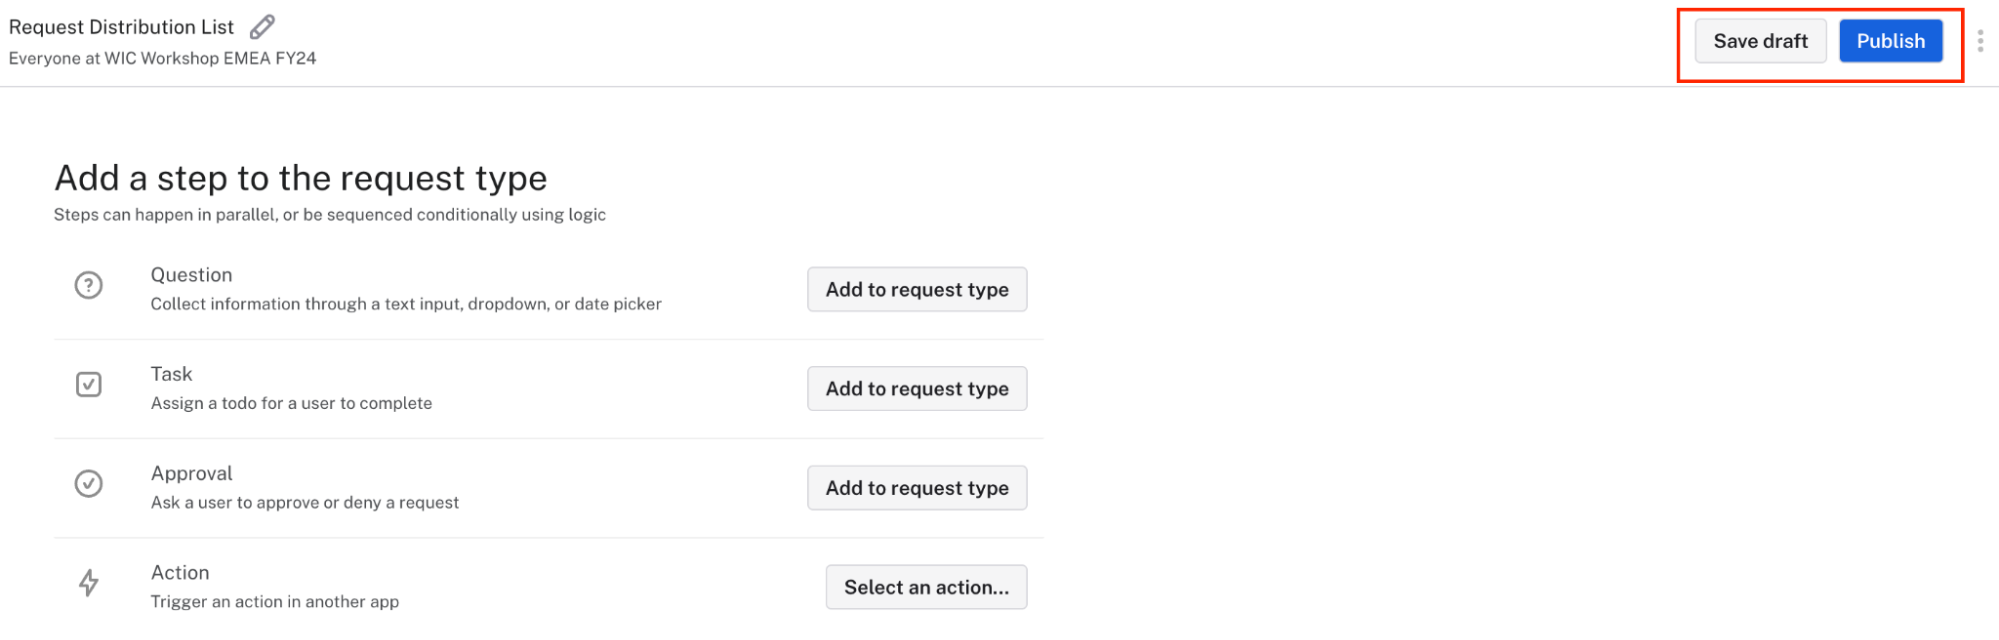 Request Distribution List
Everyone at WIC Workshop EMEA FY24
Save draft
Publish
Add a step to the request type
Steps can happen in parallel, or be sequenced conditionally using logic
Question
Collect information through a text input, dropdown, or date picker
Add to request type
Task
Assign a todo for a user to complete
Add to request type
Approval
Ask a user to approve or deny a request
Add to request type
Action
Trigger an action in another app
Select an action...